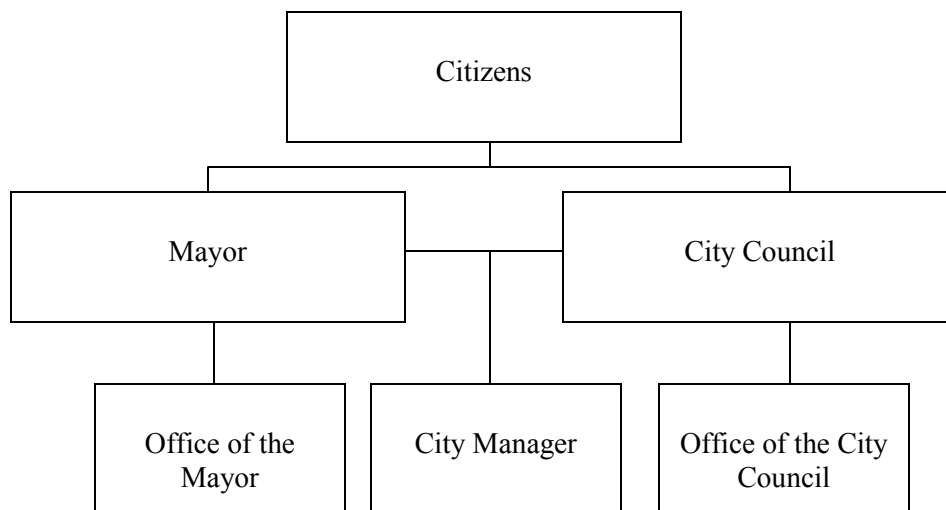 Citizens
Mayor
City Council
Office of the
Mayor
City Manager
Office of the City
Council